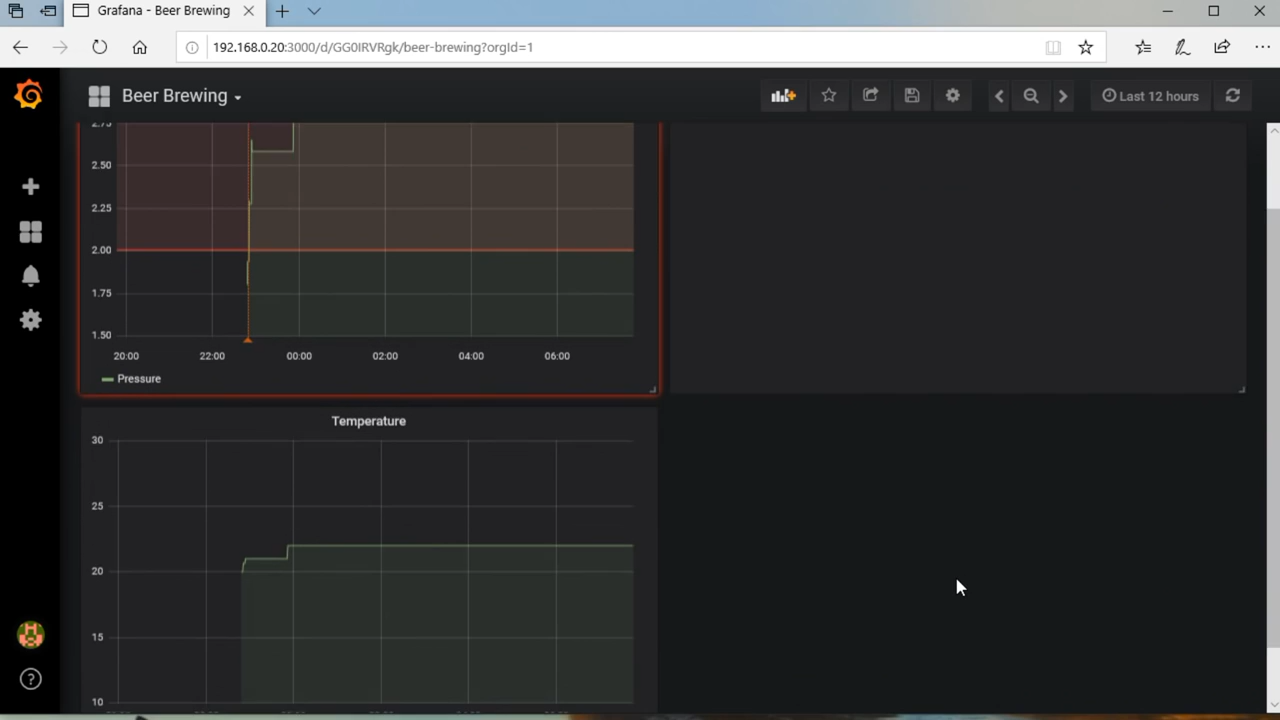 Grafana - Beer Brewing
192.168.0.20:3000/d/GG0IRVRgk/beer-brewing?orgId=1
Beer Brewing
Last 12 hours
2.75
2.50
2.25
2.00
1.75
1.50
20:00 22:00 00:00 02:00 04:00 06:00
Pressure
Temperature
30
25
20
15
10